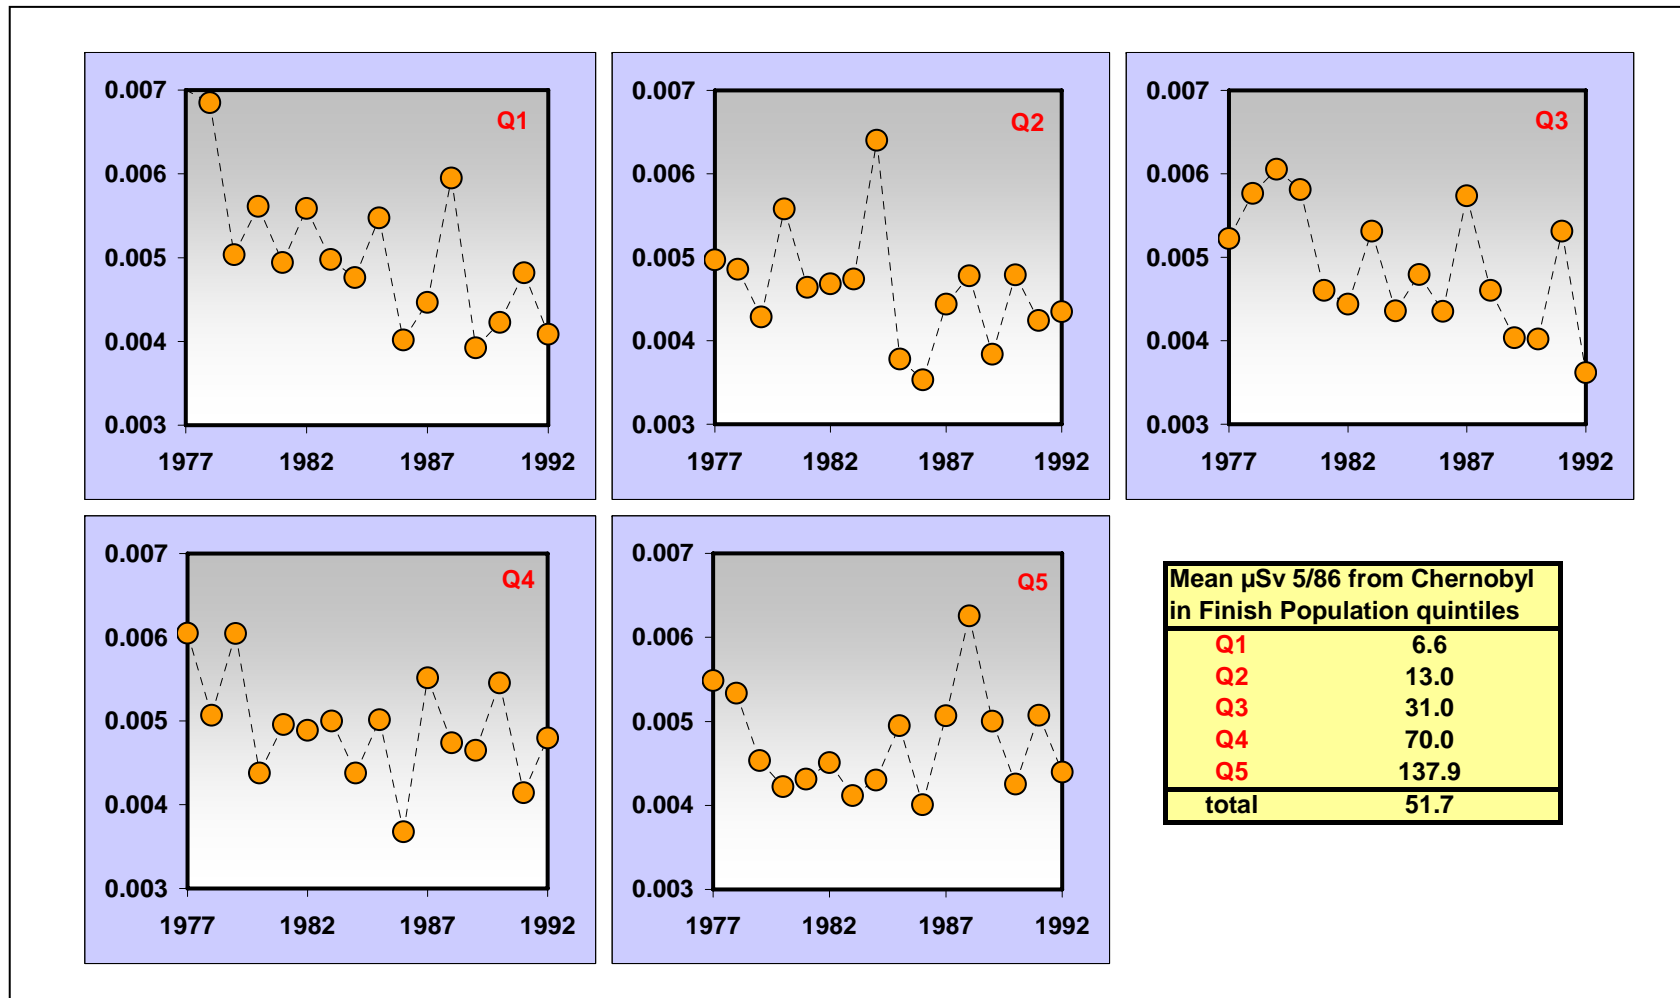 0.007
0.006
0.005
0.004
0.003
1977 1982 1987 1992
Q1
0.007
0.006
0.005
0.004
0.003
1977 1982 1987 1992
Q2
0.007
0.006
0.005
0.004
0.003
1977 1982 1987 1992
Q3
0.007
0.006
0.005
0.004
0.003
1977 1982 1987 1992
Q4
0.007
0.006
0.005
0.004
0.003
1977 1982 1987 1992
Q5
Mean µSv 5/86 from Chernobyl
in Finish Population quintiles
Q1 6.6
Q2 13.0
Q3 31.0
Q4 70.0
Q5 137.9
total 51.7